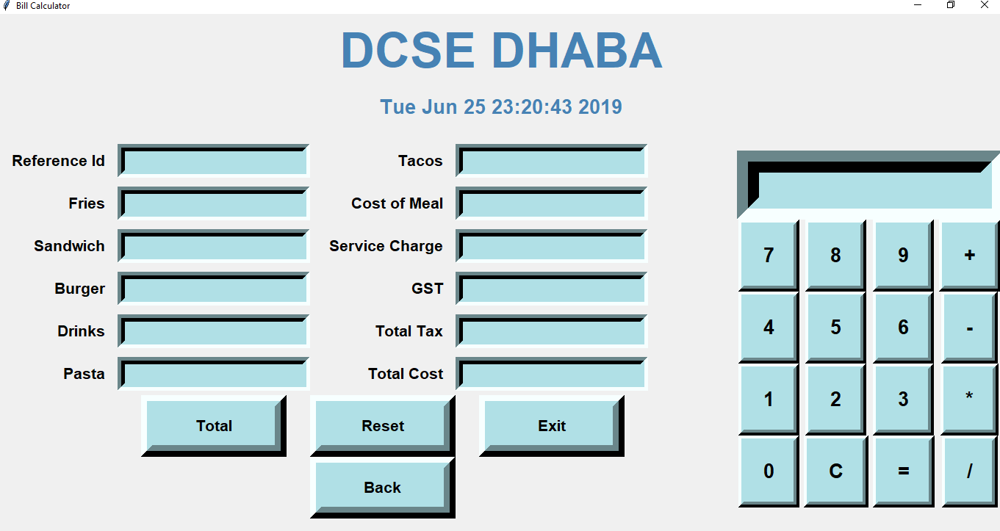 Bill Calculator
DCSE DHABA
Tue Jun 25 23:20:43 2019
Reference Id
Tacos
Fries
Cost of Meal
Sandwich
Service Charge
Burger
GST
Drinks
Total Tax
Pasta
Total Cost
Total
Reset
Exit
Back
7 8 9 +
4 5 6 -
1 2 3 *
0 C = /